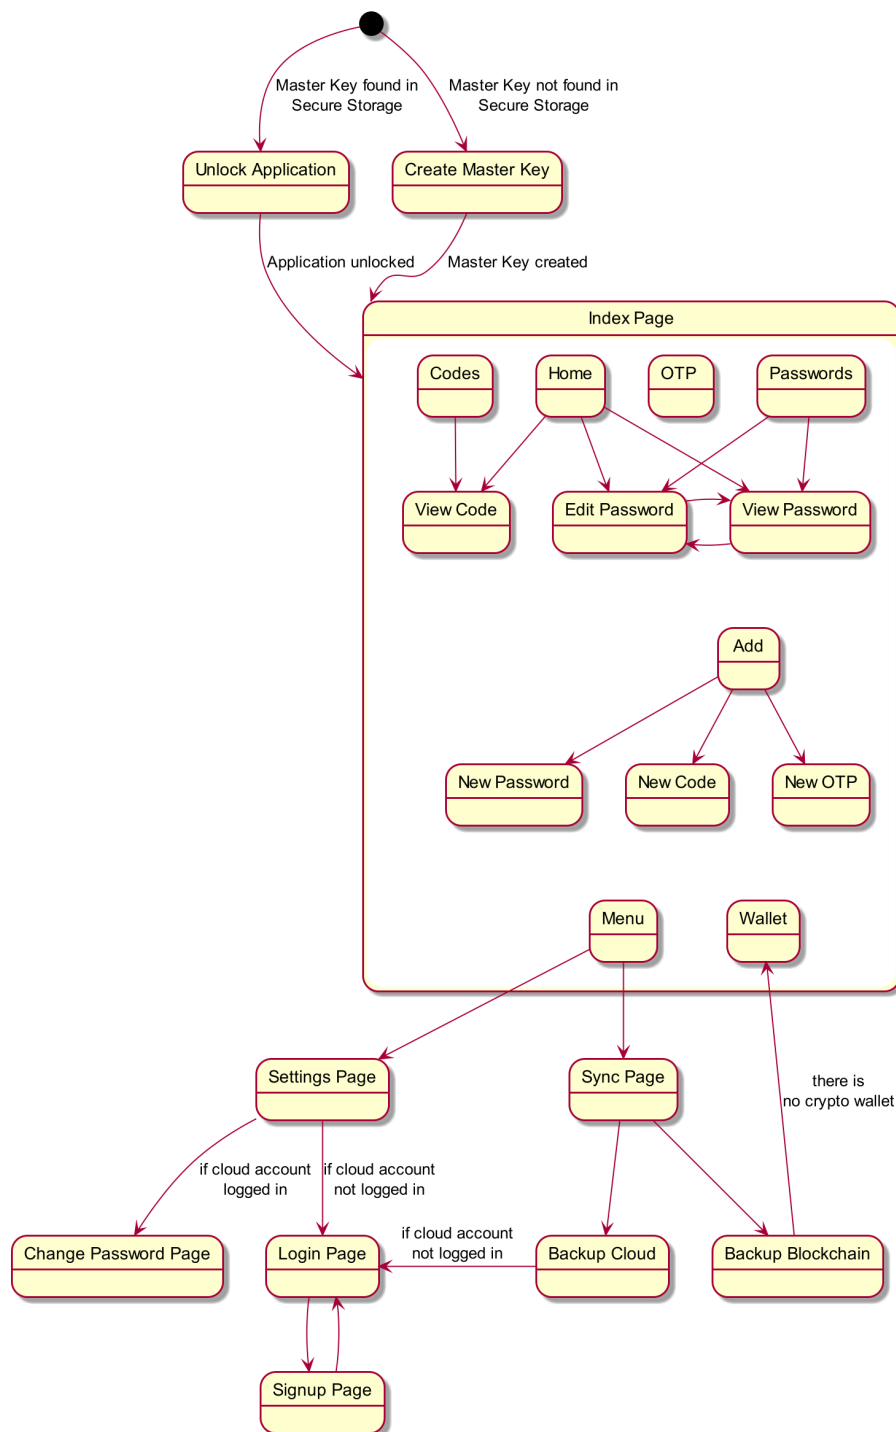 Master Key found in
Secure Storage
Master Key not found in
Secure Storage
Unlock Application
Create Master Key
Application unlocked
Master Key created
Index Page
Codes
Home
OTP
Passwords
View Code
Edit Password
View Password
Add
New Password
New Code
New OTP
Menu
Wallet
Settings Page
Sync Page
there is
no crypto wallet
if cloud account
logged in
if cloud account
not logged in
if cloud account
not logged in
Change Password Page
Login Page
Backup Cloud
Backup Blockchain
Signup Page